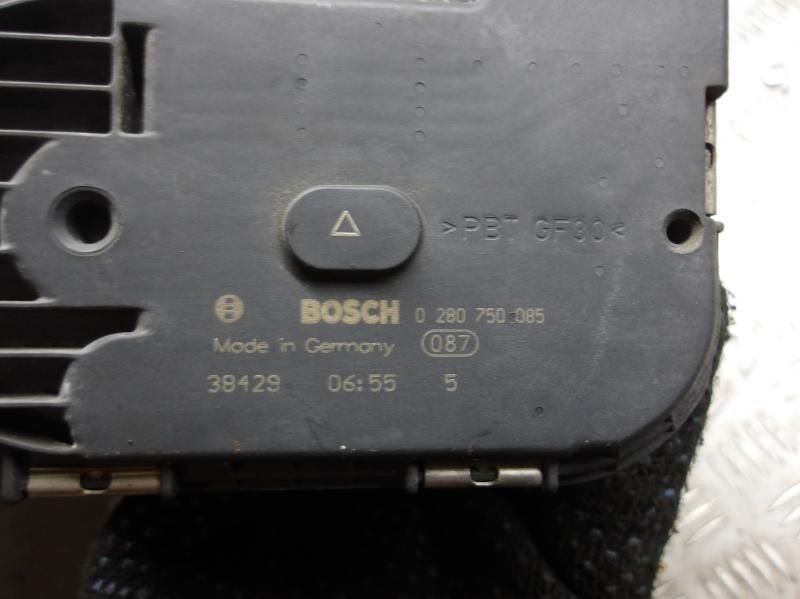 >PBT GF30<
BOSCH 0 280 750 085
Made in Germany 087
38429 06:55 5